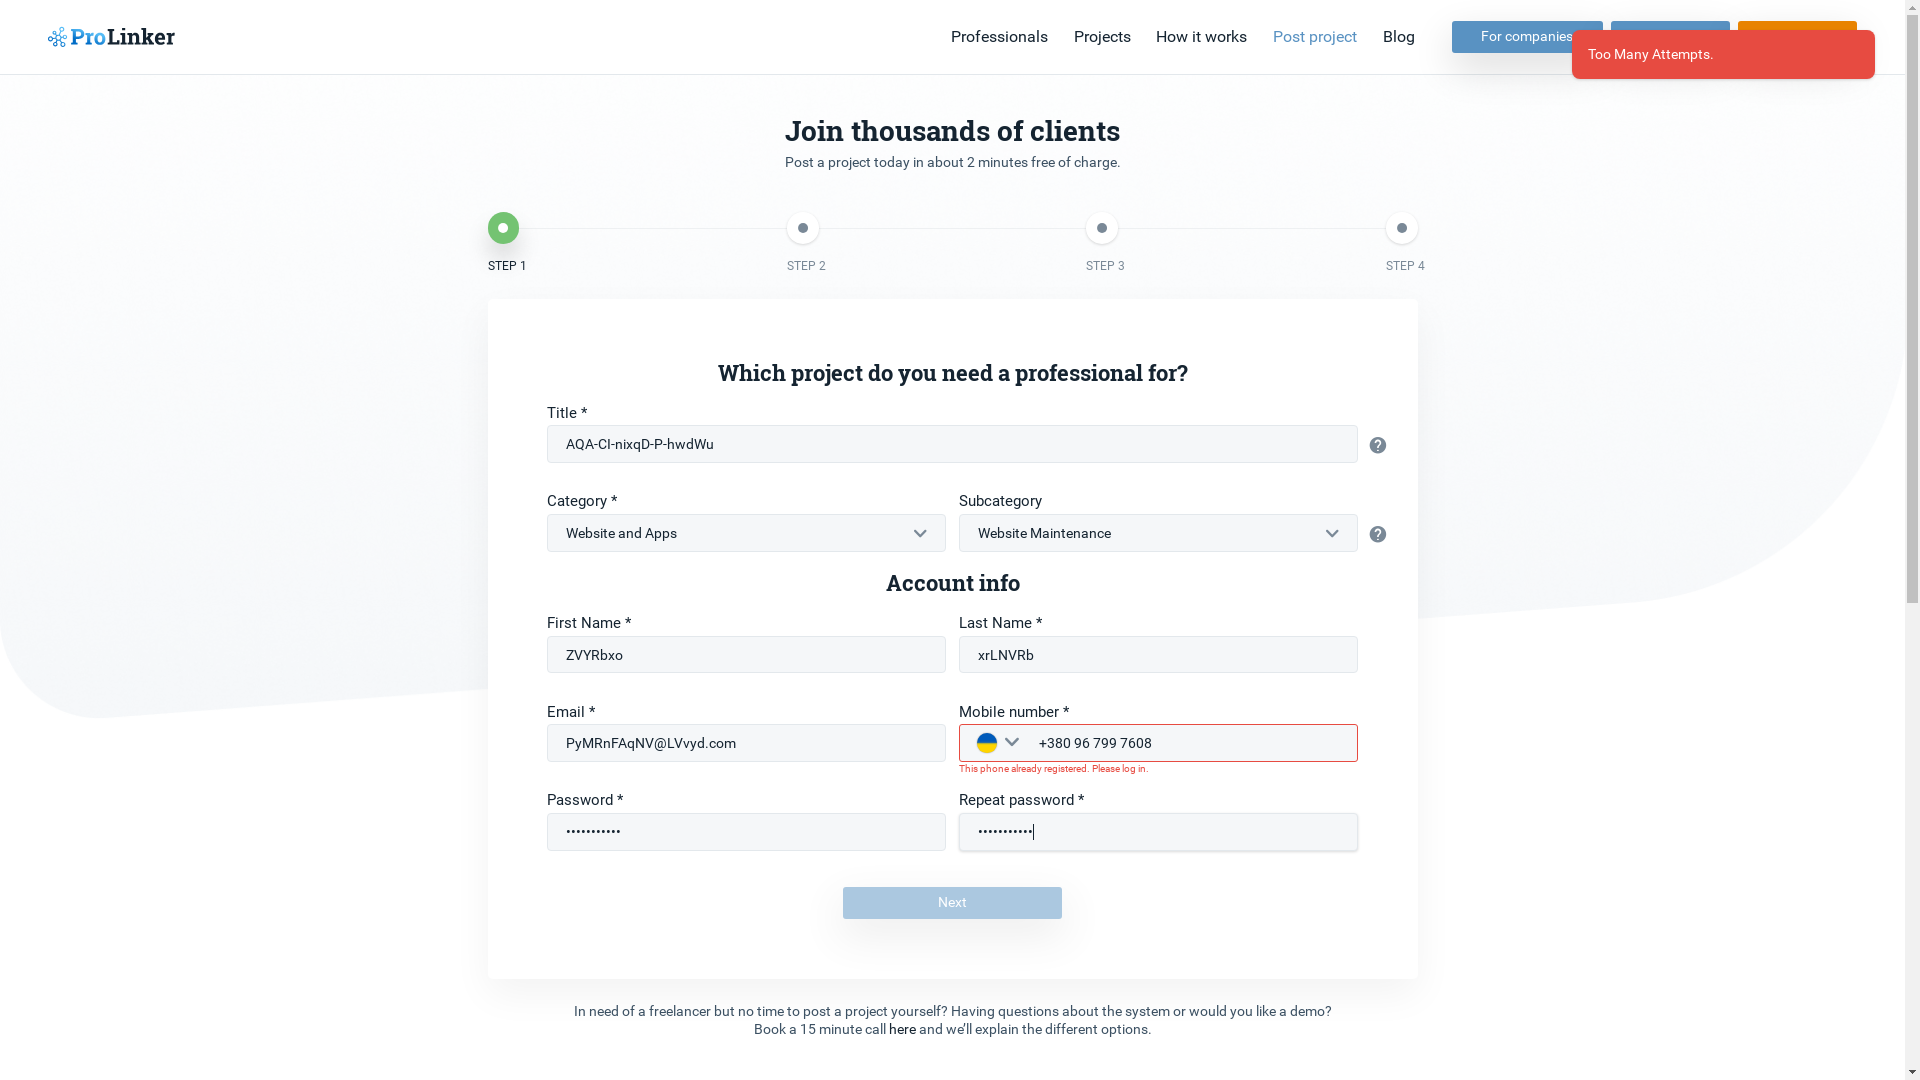 ProLinker
Professionals
Projects
How it works
Post project
Blog
For companies
Too Many Attempts.
Join thousands of clients
Post a project today in about 2 minutes free of charge.
STEP 1
STEP 2
STEP 3
STEP 4
Which project do you need a professional for?
Title *
AQA-CI-nixqD-P-hwdWu
Category *
Subcategory
Website and Apps
Website Maintenance
Account info
First Name *
Last Name *
ZVYRbxo
xrLNVRb
Email *
Mobile number *
PyMRnFAqNV@LVvyd.com
+380 96 799 7608
This phone already registered. Please log in.
Password *
Repeat password *
•••••••••••
•••••••••••
Next
In need of a freelancer but no time to post a project yourself? Having questions about the system or would you like a demo?
Book a 15 minute call here and we’ll explain the different options.